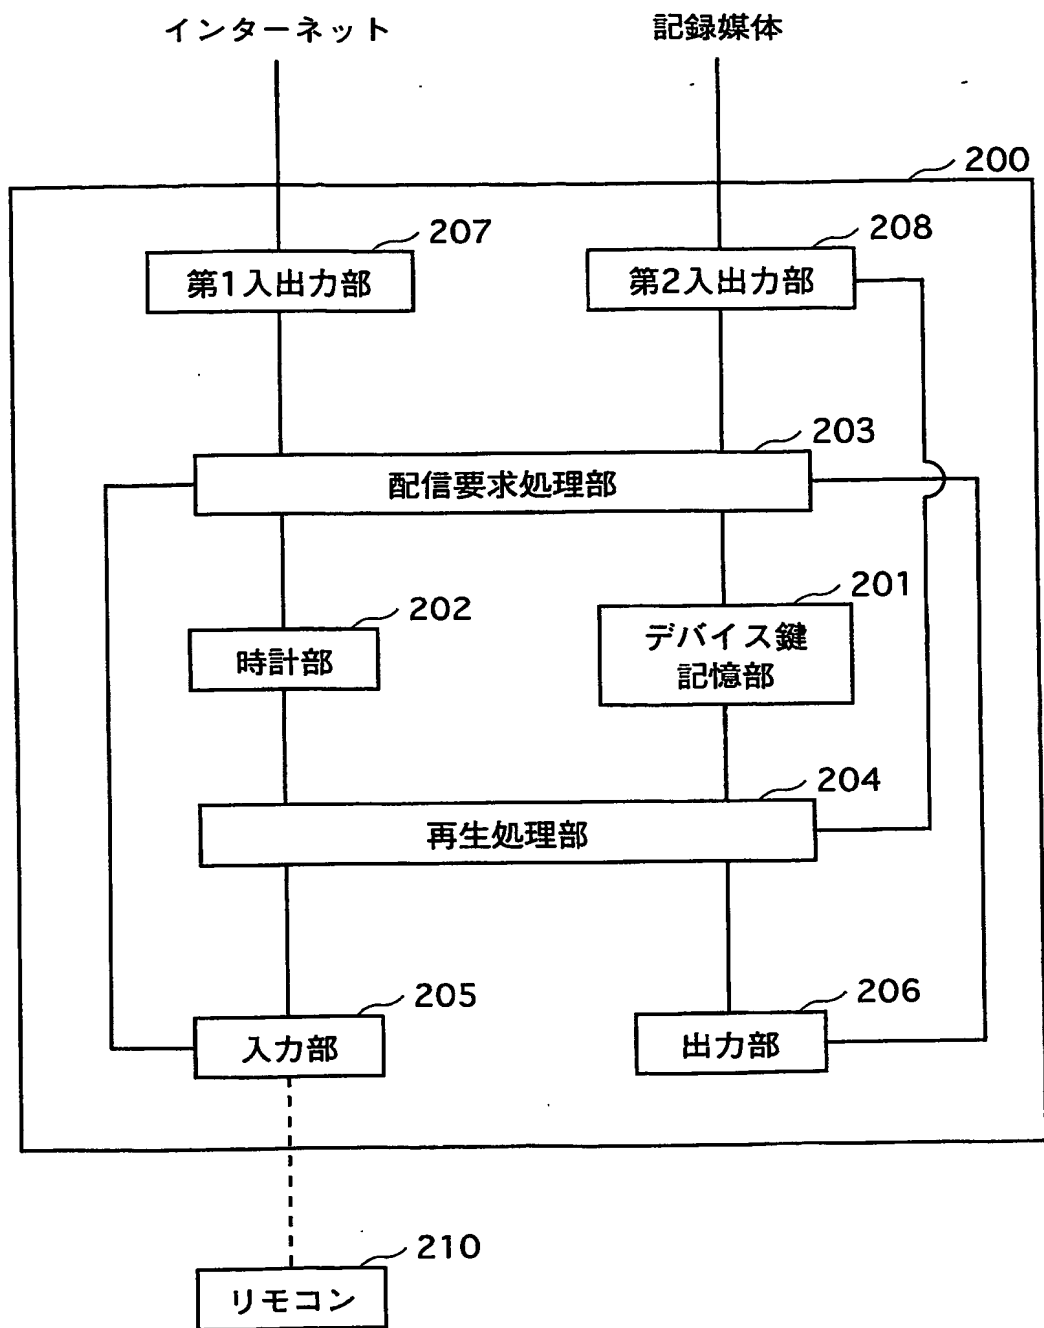 インターネット
記録媒体
200
207
208
第1入出力部
第2入出力部
203
配信要求処理部
202
201
時計部
デバイス鍵
記憶部
204
再生処理部
205
206
入力部
出力部
210
リモコン